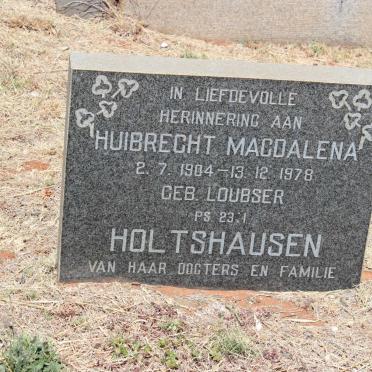 IN LIEFDEVOLLE
HERINNERING AAN
HUIBRECHT MAGDALENA
2. 7. 1904 – 13. 12. 1978
GEB. LOUBSER
PS 23:1
HOLTSHAUSEN
VAN HAAR DOGTERS EN FAMILIE